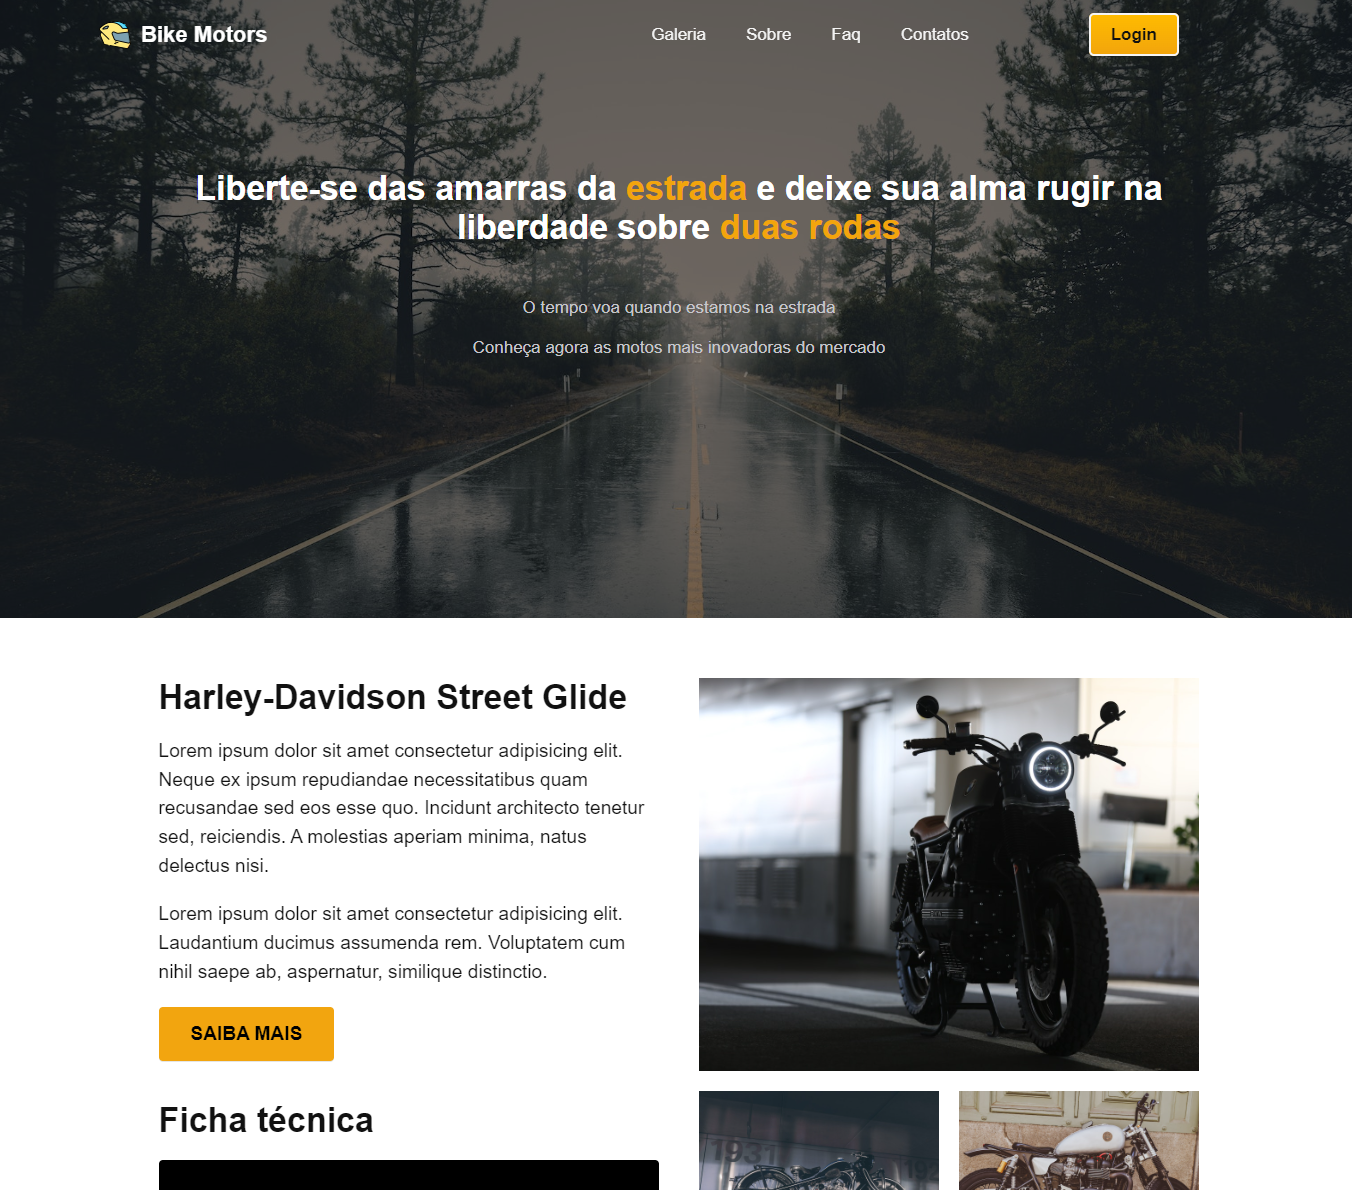 Bike Motors
Galeria
Sobre
Faq
Contatos
Login
Liberte-se das amarras da estrada e deixe sua alma rugir na
liberdade sobre duas rodas
O tempo voa quando estamos na estrada
Conheça agora as motos mais inovadoras do mercado
Harley-Davidson Street Glide
Lorem ipsum dolor sit amet consectetur adipisicing elit.
Neque ex ipsum repudiandae necessitatibus quam
recusandae sed eos esse quo. Incidunt architecto tenetur
sed, reiciendis. A molestias aperiam minima, natus
delectus nisi.
Lorem ipsum dolor sit amet consectetur adipisicing elit.
Laudantium ducimus assumenda rem. Voluptatem cum
nihil saepe ab, aspernatur, similique distinctio.
SAIBA MAIS
Ficha técnica
1931